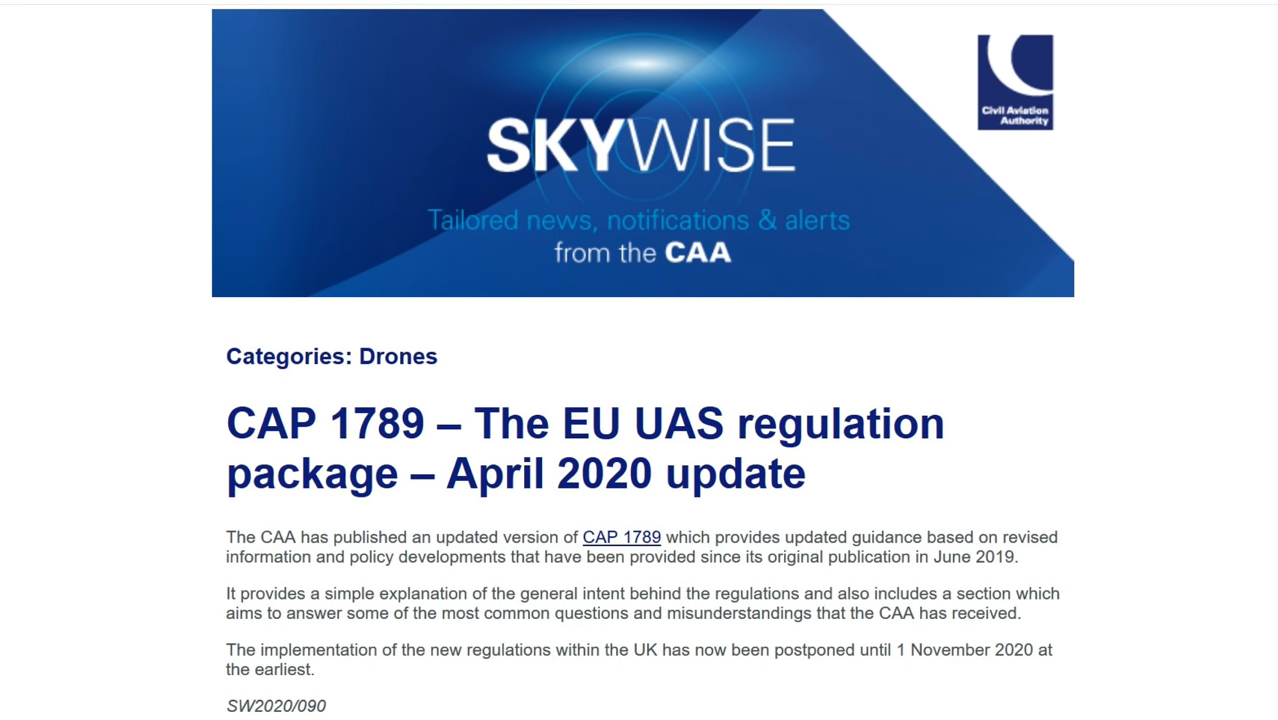 SKYWISE
Civil Aviation
Authority
Tailored news, notifications & alerts
from the CAA
Categories: Drones
CAP 1789 – The EU UAS regulation
package – April 2020 update
The CAA has published an updated version of CAP 1789 which provides updated guidance based on revised
information and policy developments that have been provided since its original publication in June 2019.
It provides a simple explanation of the general intent behind the regulations and also includes a section which
aims to answer some of the most common questions and misunderstandings that the CAA has received.
The implementation of the new regulations within the UK has now been postponed until 1 November 2020 at
the earliest.
SW2020/090